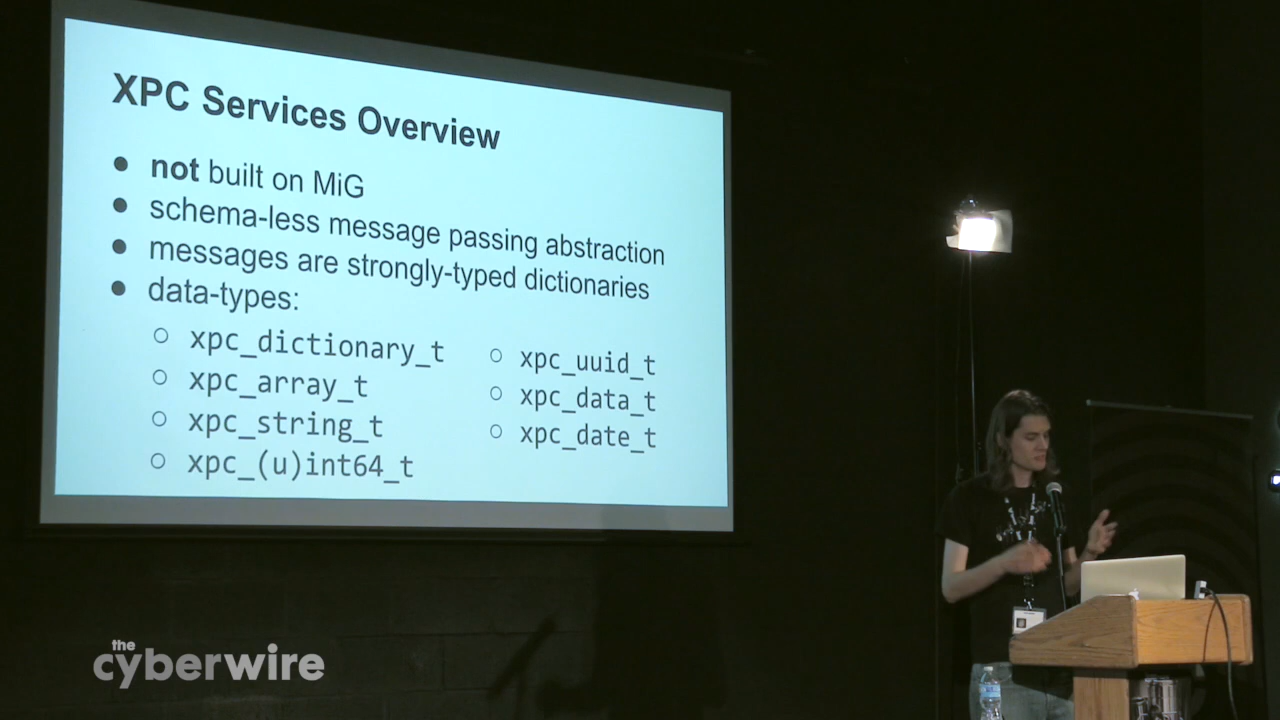 XPC Services Overview
● not built on MiG
● schema-less message passing abstraction
● messages are strongly-typed dictionaries
● data-types:
○ xpc_dictionary_t
○ xpc_array_t
○ xpc_string_t
○ xpc_(u)int64_t
○ xpc_uuid_t
○ xpc_data_t
○ xpc_date_t
the
cyberwire